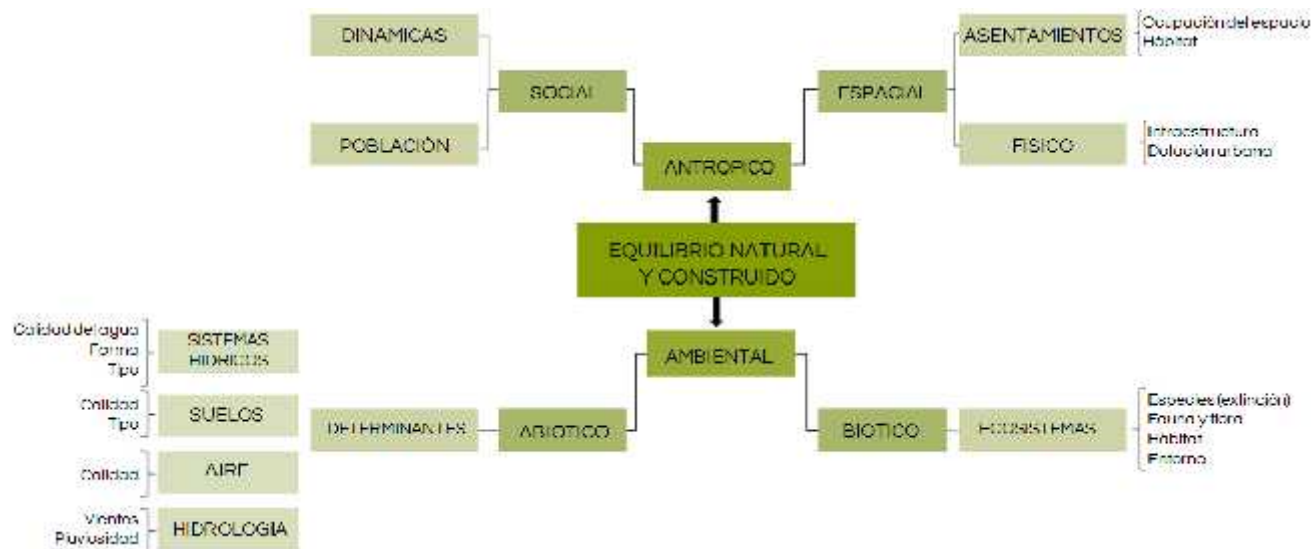 DINAMICAS
SOCIAL
POBLACIÓN
ANTROPICO
ESPACIAL
ASENTAMIENTOS
Ocupación del espacio
Hábitat
FISICO
Infraestructura
Dotación urbana
EQUILIBRIO NATURAL
Y CONSTRUIDO
AMBIENTAL
ABIOTICO
DETERMINANTES
SISTEMAS
HIDRICOS
Calidad del agua
Forma
Tipo
SUELOS
Calidad
Tipo
AIRE
Calidad
HIDROLOGIA
Vientos
Pluviosidad
BIOTICO
ECOSISTEMAS
Especies (extinción)
Fauna y flora
Hábitat
Entorno